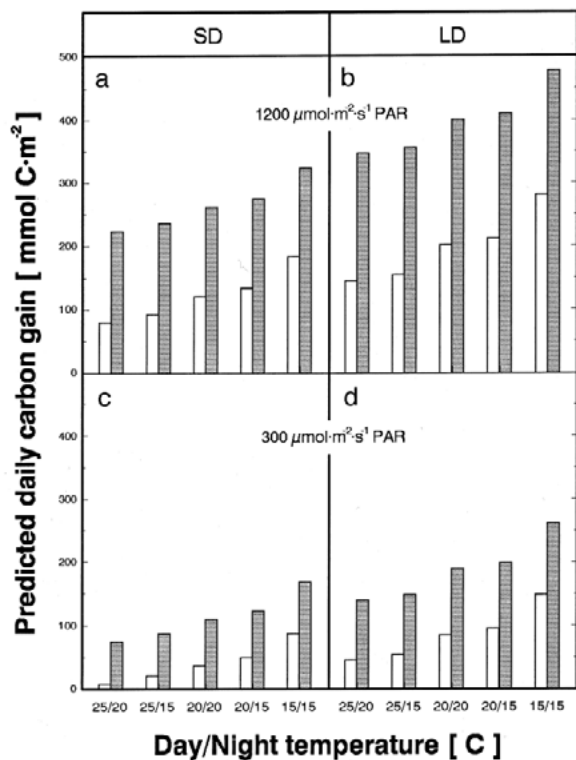 SD LD
a b
1200 µmol·m⁻²·s⁻¹ PAR
500
400
300
200
100
0
c d
300 µmol·m⁻²·s⁻¹ PAR
400
300
200
100
0
25/20 25/15 20/20 20/15 15/15 25/20 25/15 20/20 20/15 15/15
Predicted daily carbon gain [ mmol C·m⁻² ]
Day/Night temperature [ C ]